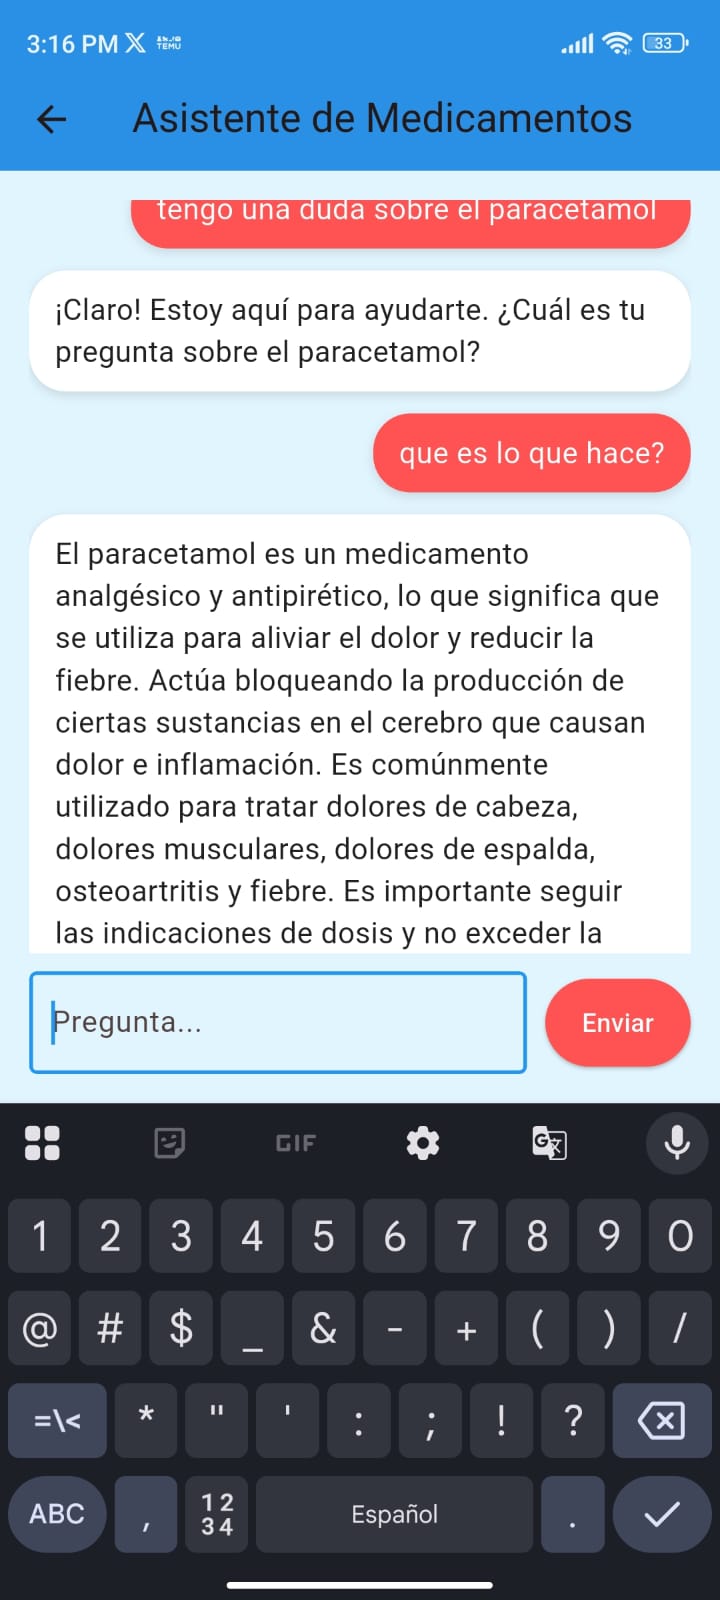 3:16 PM X TEMU 33
Asistente de Medicamentos
tengo una duda sobre el paracetamol
¡Claro! Estoy aquí para ayudarte. ¿Cuál es tu
pregunta sobre el paracetamol?
que es lo que hace?
El paracetamol es un medicamento
analgésico y antipirético, lo que significa que
se utiliza para aliviar el dolor y reducir la
fiebre. Actúa bloqueando la producción de
ciertas sustancias en el cerebro que causan
dolor e inflamación. Es comúnmente
utilizado para tratar dolores de cabeza,
dolores musculares, dolores de espalda,
osteoartritis y fiebre. Es importante seguir
las indicaciones de dosis y no exceder la
Pregunta...
Enviar
GIF
1 2 3 4 5 6 7 8 9 0
@ # $ _ & - + ( ) /
=\< * " ' : ; ! ?
ABC , 12 34 Español .